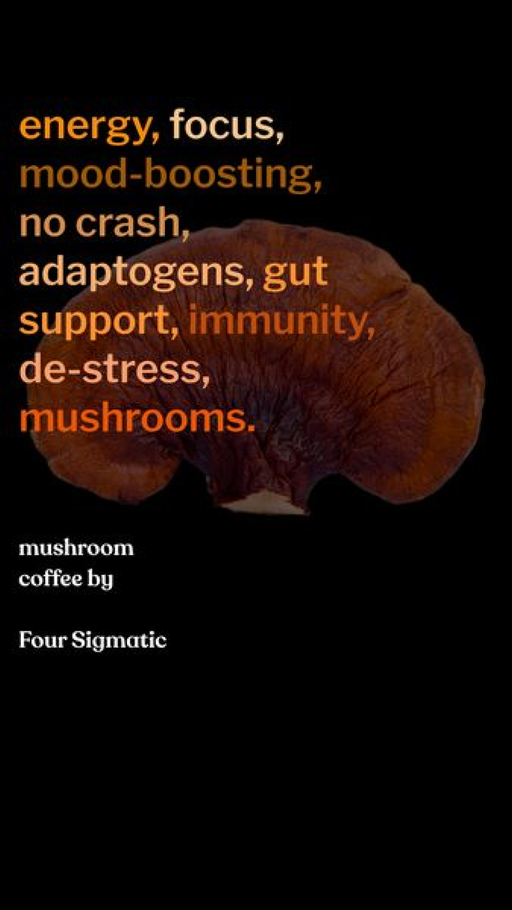 energy, focus,
mood-boosting,
no crash,
adaptogens, gut
support, immunity,
de-stress,
mushrooms.
mushroom
coffee by
Four Sigmatic